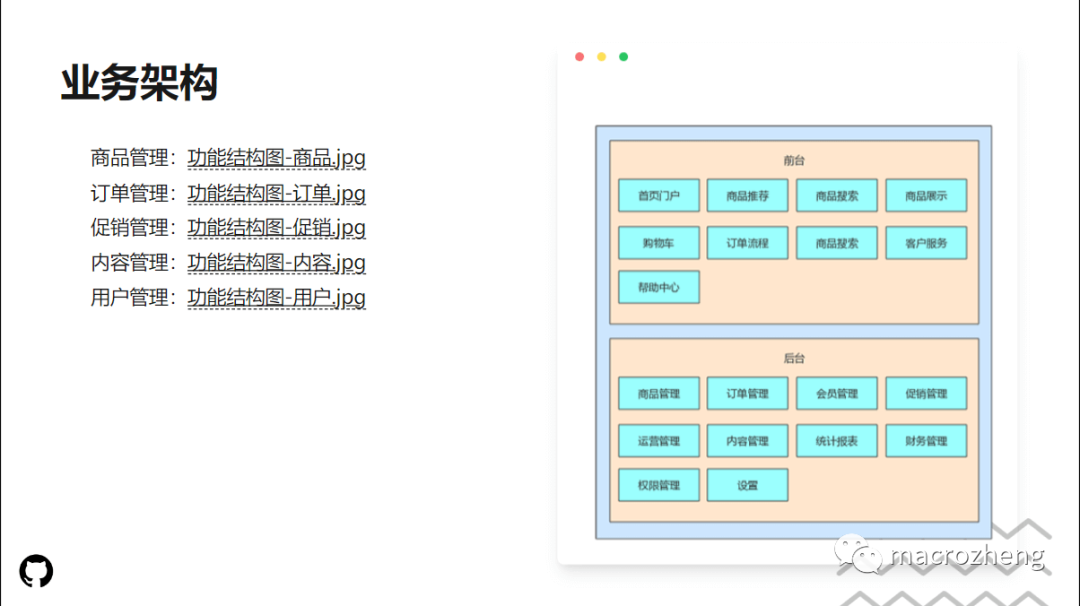 业务架构
商品管理：功能结构图-商品.jpg
订单管理：功能结构图-订单.jpg
促销管理：功能结构图-促销.jpg
内容管理：功能结构图-内容.jpg
用户管理：功能结构图-用户.jpg
前台
首页门户 商品推荐 商品搜索 商品展示
购物车 订单流程 商品搜索 客户服务
帮助中心
后台
商品管理 订单管理 会员管理 促销管理
运营管理 内容管理 统计报表 财务管理
权限管理 设置
macrozheng